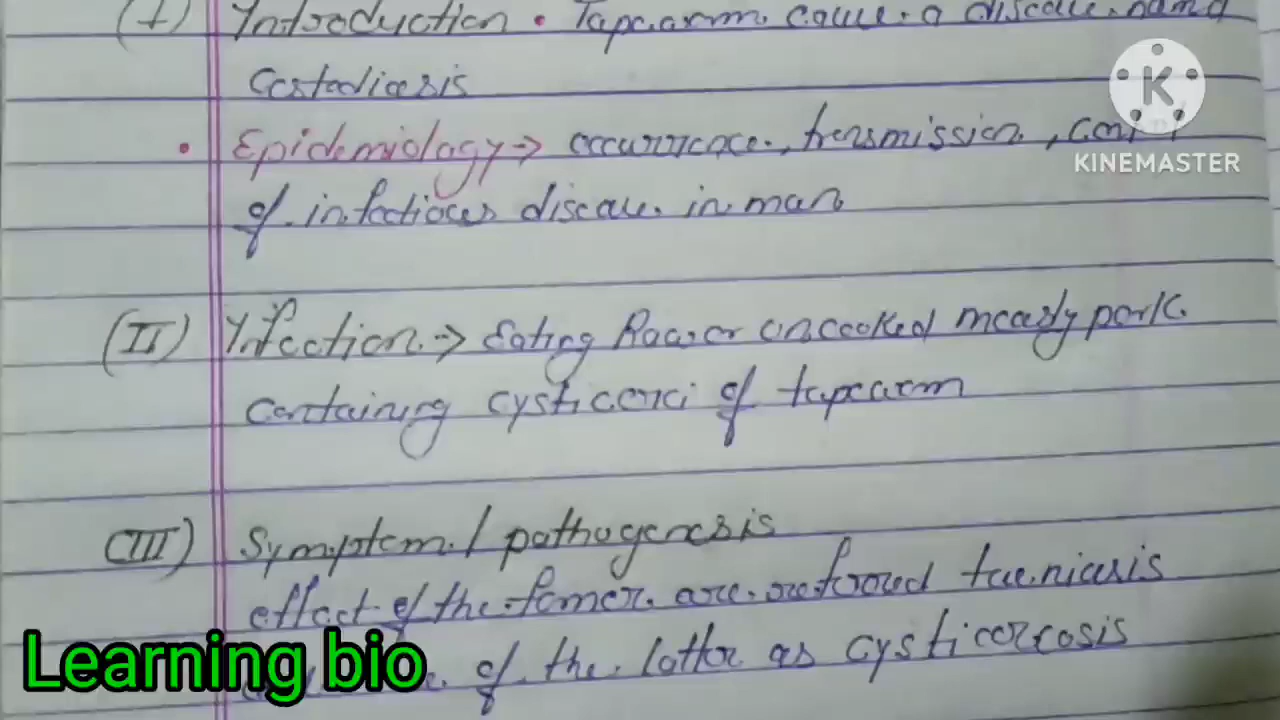 (I) Introduction • Tapewarm cause a disease named
Cestodiasis
KINEMASTER
• Epidemiology → occurrence, transmission, control
of infectious disease in man
(II) Infection → Eating Raw or uncooked measly pork
containing cysticerci of tapewarm
(III) Symptom / pathogenesis
effect of the former are referred taeniasis
of the latter as cysticercosis
Learning bio